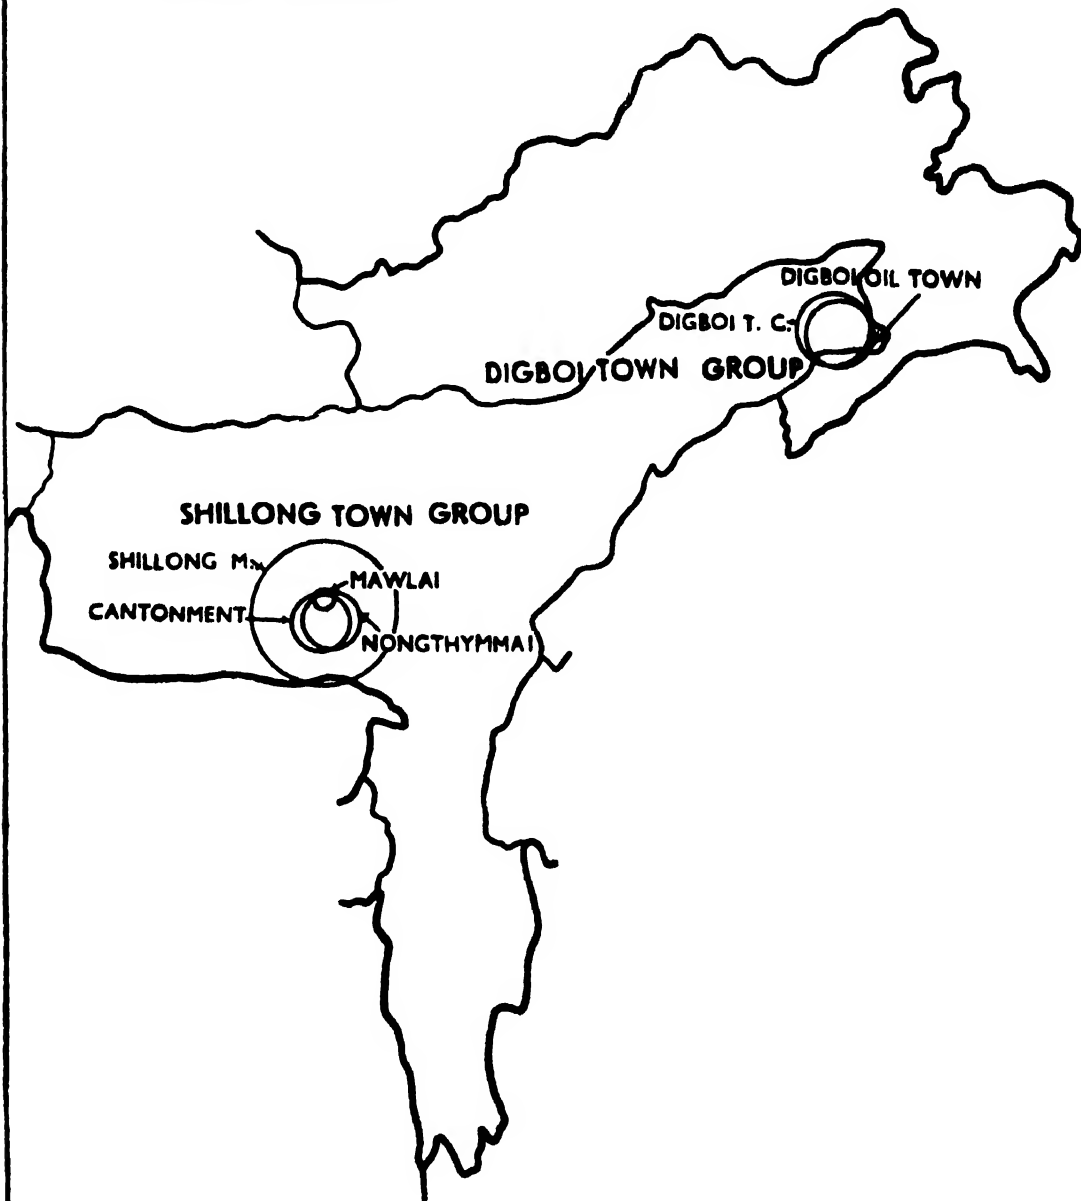 DIGBOI OIL TOWN
DIGBOI T. C.
DIGBOI TOWN GROUP
SHILLONG TOWN GROUP
SHILLONG M.
MAWLAI
CANTONMENT
NONGTHYMMAI